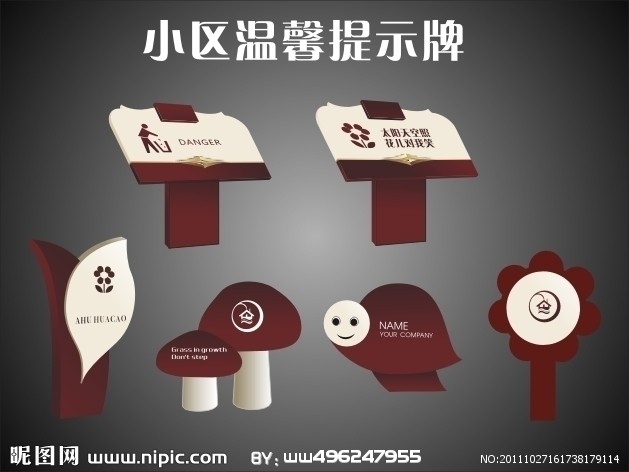 小区温馨提示牌
DANGER
太阳天空照
花儿对我笑
AHU HUACAO
Grass In growth
Don't step
NAME
YOUR COMPANY
昵图网 www.nipic.com BY: ww496247955 NO:20111027161738179114